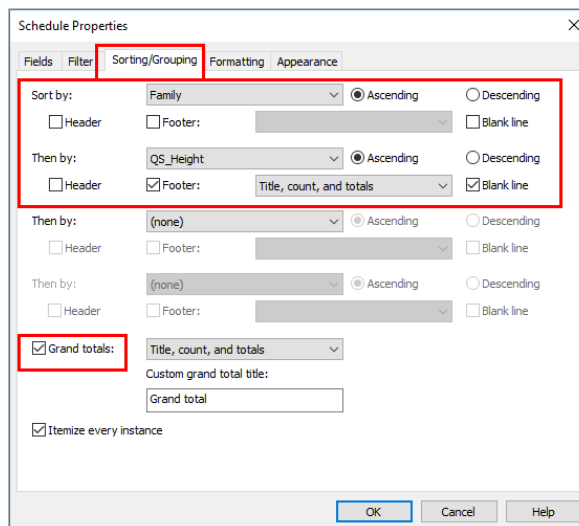 Schedule Properties
Fields Filter Sorting/Grouping Formatting Appearance
Sort by: Family Ascending Descending
Header Footer: Blank line
Then by: QS_Height Ascending Descending
Header Footer: Title, count, and totals Blank line
Then by: (none) Ascending Descending
Header Footer: Blank line
Then by: (none) Ascending Descending
Header Footer: Blank line
Grand totals: Title, count, and totals
Custom grand total title:
Grand total
Itemize every instance
OK Cancel Help